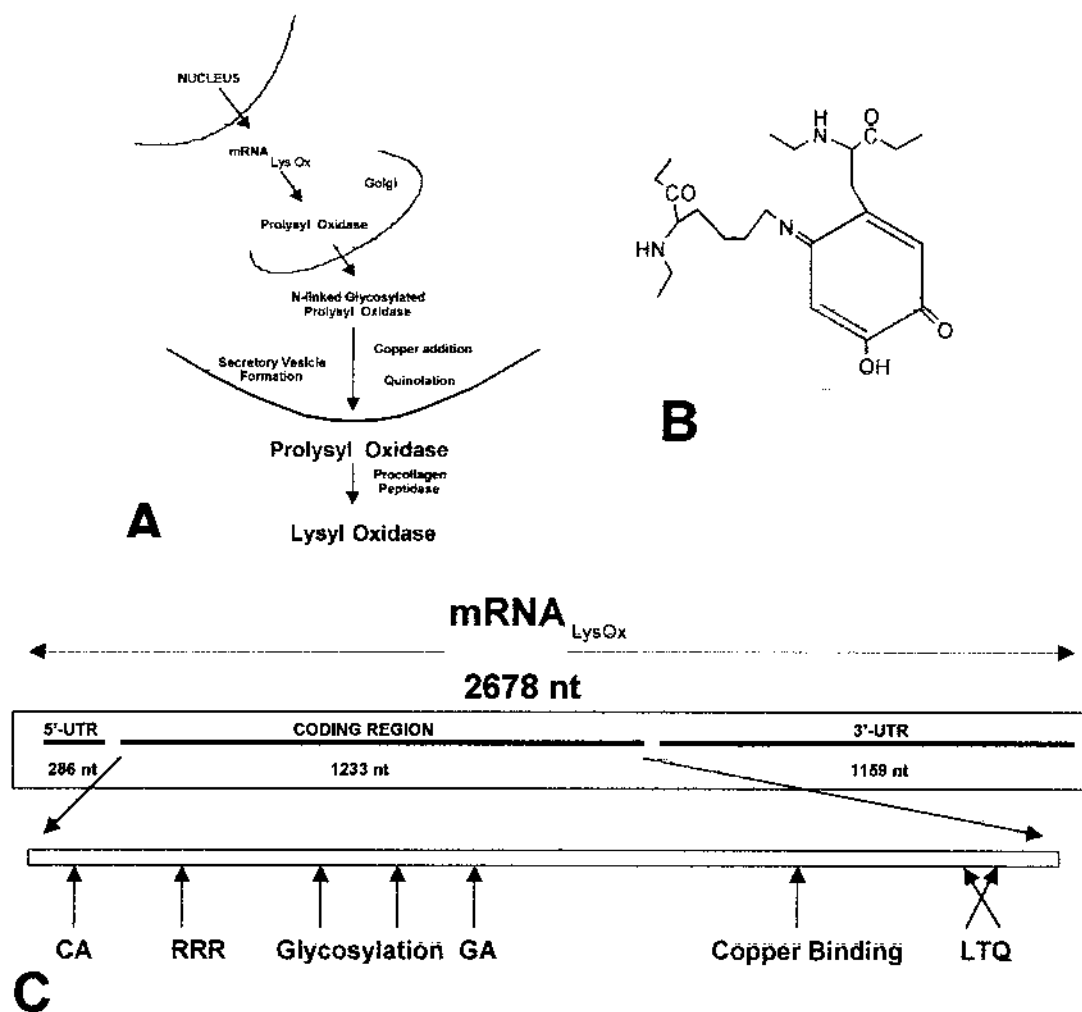 NUCLEUS
mRNA Lys Ox
Golgi
Prolysyl Oxidase
N-linked Glycosylated
Prolysyl Oxidase
Copper addition
Secretory Vesicle
Formation
Quinolation
Prolysyl Oxidase
Procollagen
Peptidase
Lysyl Oxidase
A
H
N
O
CO
HN
N
O
OH
B
mRNA LysOx
2678 nt
5'-UTR CODING REGION 3'-UTR
286 nt 1233 nt 1159 nt
CA RRR Glycosylation GA Copper Binding LTQ
C